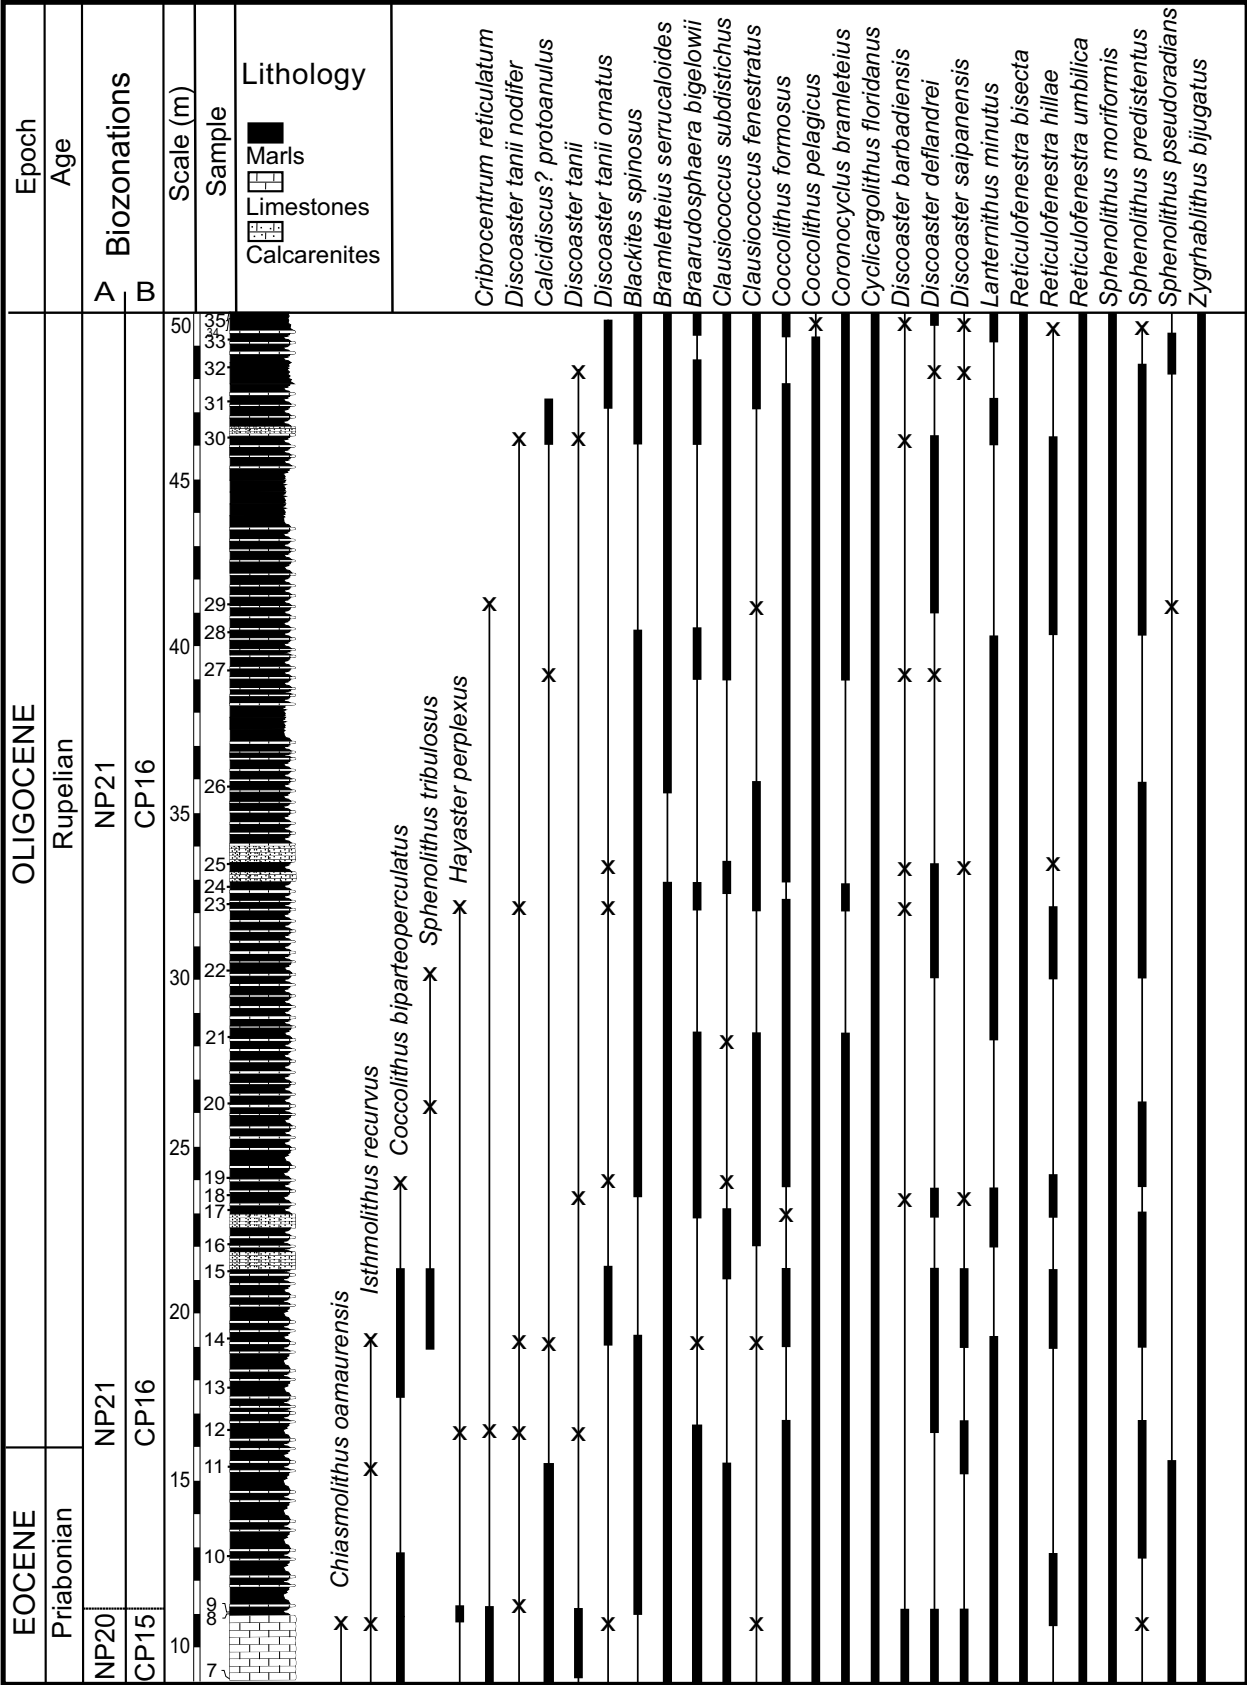 Epoch
Age
Biozonations
A
B
Scale (m)
Sample
Lithology
Marls
Limestones
Calcarenites
Chiasmolithus oamaurensis
Isthmolithus recurvus
Coccolithus biparteoperculatus
Sphenolithus tribulosus
Hayaster perplexus
Cribrocentrum reticulatum
Discoaster tanii nodifer
Calcidiscus? protoanulus
Discoaster tanii
Discoaster tanii ornatus
Blackites spinosus
Bramletteius serrucaloides
Braarudosphaera bigelowii
Clausicoccus subdistichus
Clausiococcus fenestratus
Coccolithus formosus
Coccolithus pelagicus
Coronocyclus bramleteius
Cyclicargolithus floridanus
Discoaster barbadiensis
Discoaster deflandrei
Discoaster saipanensis
Lanternithus minutus
Reticulofenestra bisecta
Reticulofenestra hillae
Reticulofenestra umbilica
Sphenolithus moriformis
Sphenolithus predistentus
Sphenolithus pseudoradians
Zygrhablithus bijugatus
OLIGOCENE
Rupelian
NP21
CP16
NP21
CP16
EOCENE
Priabonian
NP20
CP15
50
45
40
35
30
25
20
15
10
35
34
33
32
31
30
29
28
27
26
25
24
23
22
21
20
19
18
17
16
15
14
13
12
11
10
9
8
7